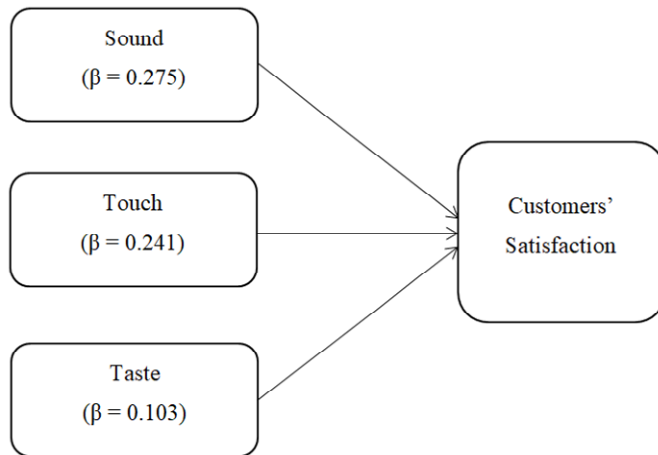 Sound
(β = 0.275)
Touch
(β = 0.241)
Taste
(β = 0.103)
Customers’
Satisfaction